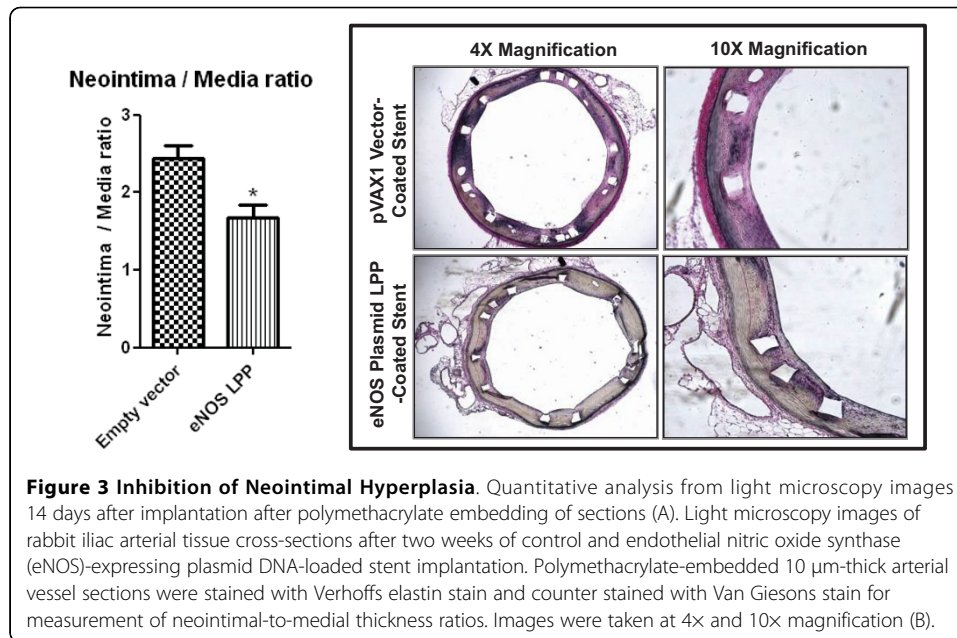 Neointima / Media ratio
Neointima / Media ratio
3
2
1
0
*
Empty vector
eNOS LPP
4X Magnification
10X Magnification
pVAX1 Vector-
Coated Stent
eNOS Plasmid LPP
-Coated Stent
Figure 3 Inhibition of Neointimal Hyperplasia. Quantitative analysis from light microscopy images
14 days after implantation after polymethacrylate embedding of sections (A). Light microscopy images of
rabbit iliac arterial tissue cross-sections after two weeks of control and endothelial nitric oxide synthase
(eNOS)-expressing plasmid DNA-loaded stent implantation. Polymethacrylate-embedded 10 μm-thick arterial
vessel sections were stained with Verhoffs elastin stain and counter stained with Van Giesons stain for
measurement of neointimal-to-medial thickness ratios. Images were taken at 4× and 10× magnification (B).